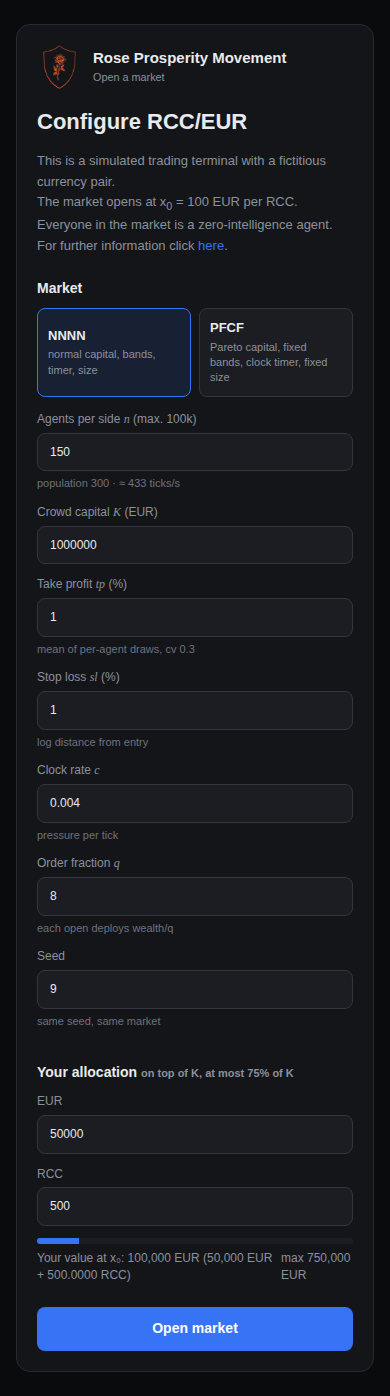 Rose Prosperity Movement
Open a market
Configure RCC/EUR
This is a simulated trading terminal with a fictitious
currency pair.
The market opens at x₀ = 100 EUR per RCC.
Everyone in the market is a zero-intelligence agent.
For further information click here.
Market
NNNN
normal capital, bands,
timer, size
PFCF
Pareto capital, fixed
bands, clock timer, fixed
size
Agents per side n (max. 100k)
150
population 300 · ≈ 433 ticks/s
Crowd capital K (EUR)
1000000
Take profit tp (%)
1
mean of per-agent draws, cv 0.3
Stop loss sl (%)
1
log distance from entry
Clock rate c
0.004
pressure per tick
Order fraction q
8
each open deploys wealth/q
Seed
9
same seed, same market
Your allocation on top of K, at most 75% of K
EUR
50000
RCC
500
Your value at x₀: 100,000 EUR (50,000 EUR
+ 500.0000 RCC)
max 750,000
EUR
Open market